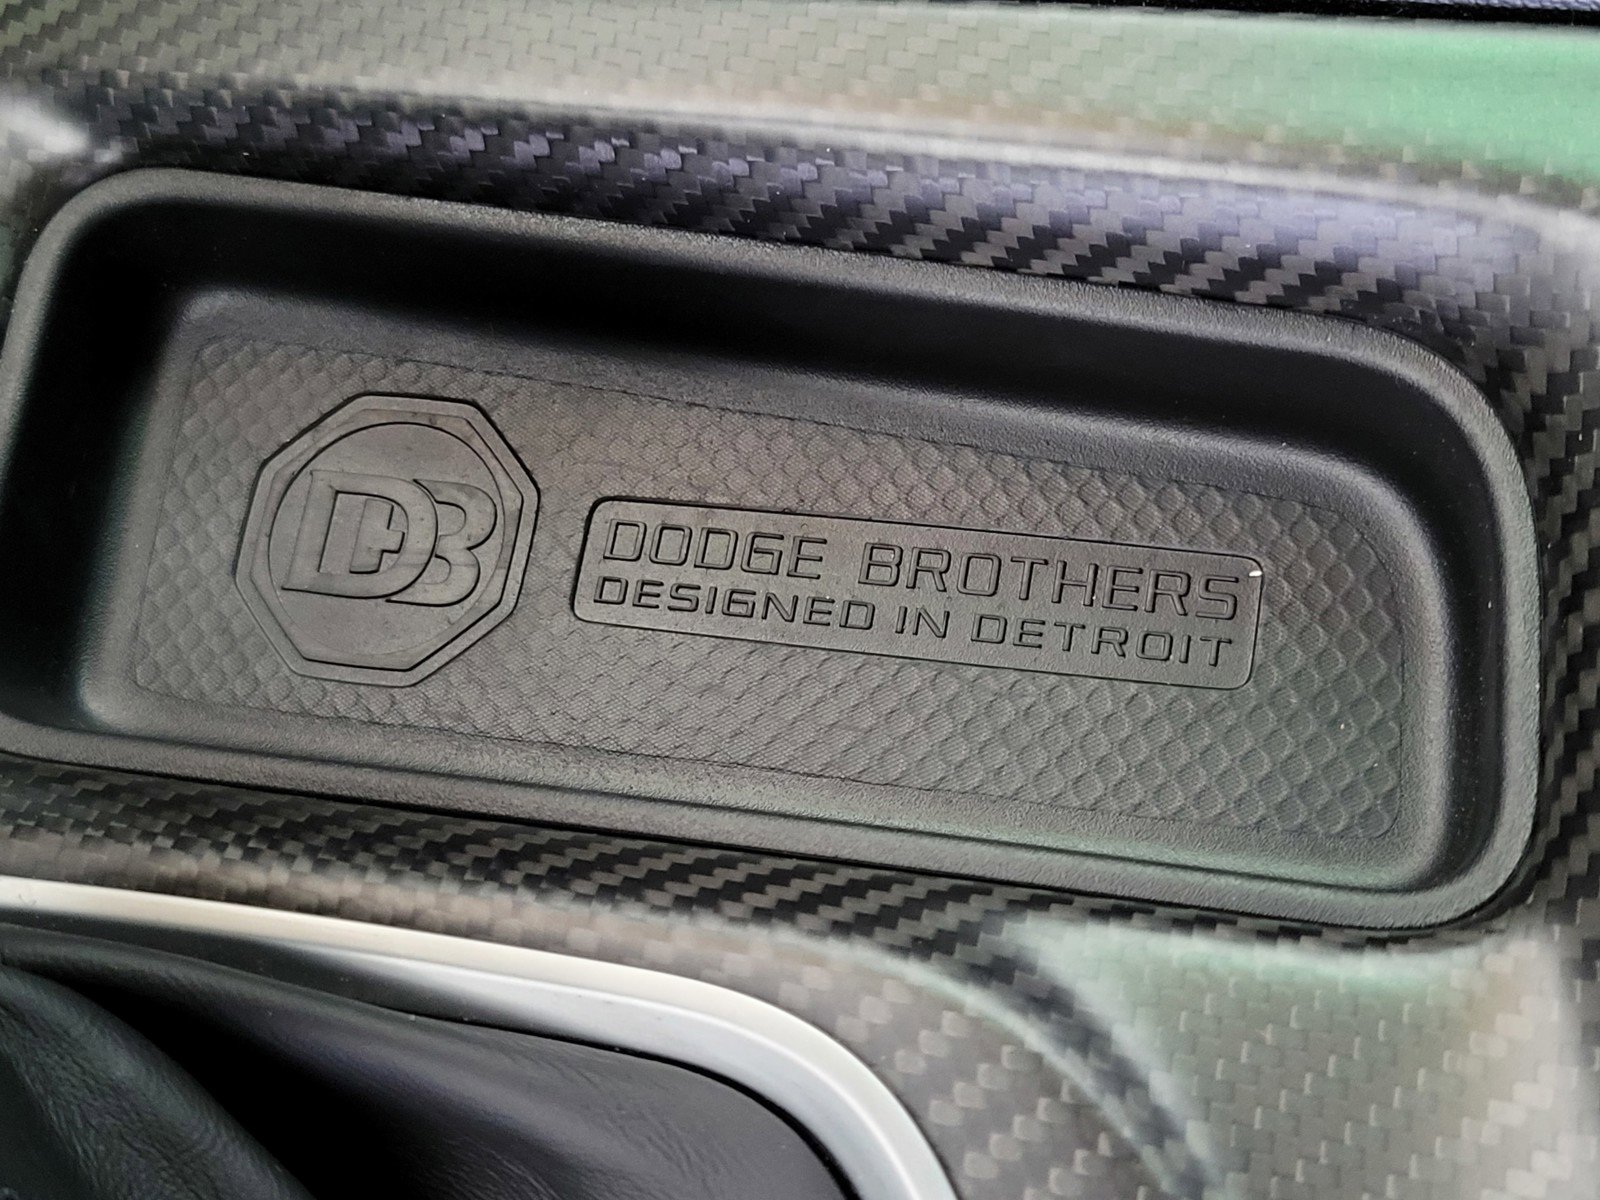 DB
DODGE BROTHERS
DESIGNED IN DETROIT